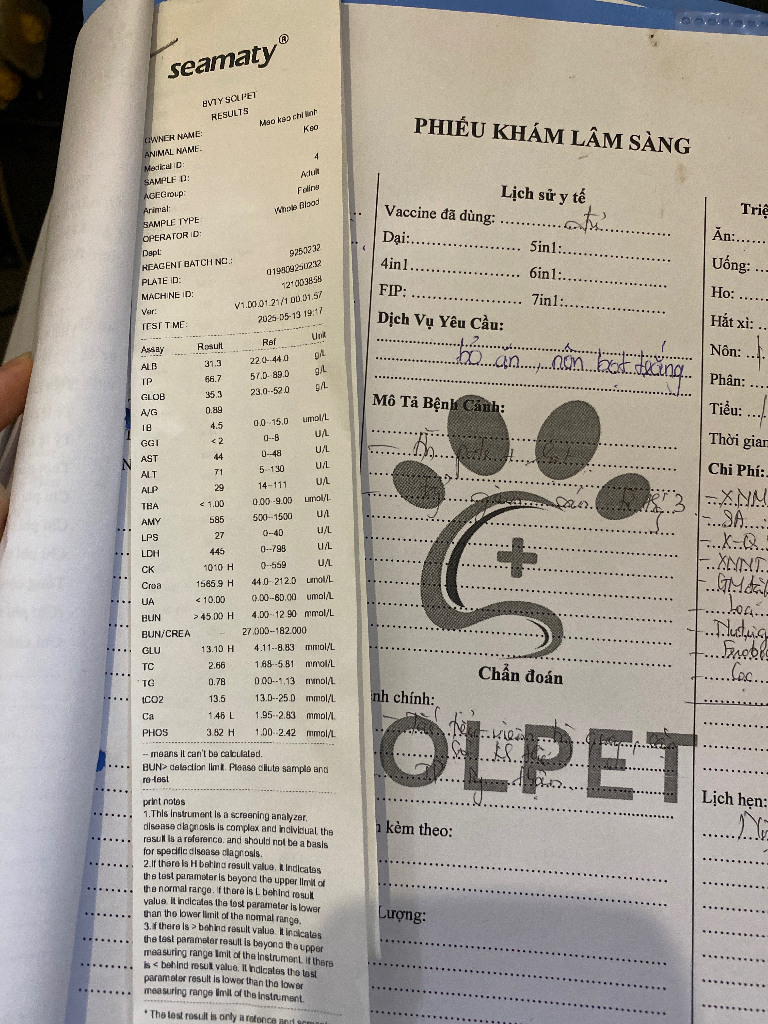 seamaty®
BVTY SOLPET
RESULTS
OWNER NAME: Mao kao chi linh
ANIMAL NAME: Kao
Medical ID:
SAMPLE ID: 4
AGEGroup: Adult
Animal: Feline
SAMPLE TYPE Whole Blood
OPERATOR ID:
Dept:
REAGENT BATCH NO.: 9250232
PLATE ID: 019809250232
MACHINE ID: 121003858
Ver: V1.00.01.21/1.00.01.57
TEST TIME: 2025-05-13 19:17
Assay Result Ref Unit
ALB 31.3 22.0--44.0 g/L
TP 66.7 57.0--89.0 g/L
GLOB 35.3 23.0--52.0 g/L
A/G 0.89
TB 4.5 0.0--15.0 umol/L
GGT < 2 0--8 U/L
AST 44 0--48 U/L
ALT 71 5--130 U/L
ALP 29 14--111 U/L
TBA < 1.00 0.00--9.00 umol/L
AMY 585 500--1500 U/L
LPS 27 0--40 U/L
LDH 445 0--798 U/L
CK 1010 H 0--559 U/L
Crea 1565.9 H 44.0--212.0 umol/L
UA < 10.00 0.00--60.00 umol/L
BUN > 45.00 H 4.00--12.90 mmol/L
BUN/CREA -- 27.000--182.000
GLU 13.10 H 4.11--8.83 mmol/L
TC 2.66 1.68--5.81 mmol/L
TG 0.78 0.00--1.13 mmol/L
tCO2 13.5 13.0--25.0 mmol/L
Ca 1.46 L 1.95--2.83 mmol/L
PHOS 3.62 H 1.00--2.42 mmol/L
-- means it can't be calculated.
BUN> detection limit. Please dilute sample and
re-test
print notes
1.This instrument is a screening analyzer,
disease diagnosis is complex and individual, the
result is a reference, and should not be a basis
for specific disease diagnosis.
2.If there is H behind result value, it indicates
the test parameter is beyond the upper limit of
the normal range. If there is L behind result
value, it indicates the test parameter is lower
than the lower limit of the normal range.
3.If there is > behind result value, it indicates
the test parameter result is beyond the upper
measuring range limit of the instrument. If there
is < behind result value, it indicates the test
parameter result is lower than the lower
measuring range limit of the instrument.
* The test result is only a refence and
PHIẾU KHÁM LÂM SÀNG
Lịch sử y tế
Vaccine đã dùng:
Dại: 5in1:
4in1 6in1:
FIP: 7in1:
Dịch Vụ Yêu Cầu:
bỏ ăn, nôn bọt trắng
Mô Tả Bệnh Cảnh:
Chẩn đoán
nh chính:
OLPET
kèm theo:
Lượng:
Triệ
Ăn:
Uống:
Ho:
Hắt xì:
Nôn:
Phân:
Tiểu:
Thời gian
Chi Phí:
- XNM
- SA
- X-Q
- XNNT
Lịch hẹn: